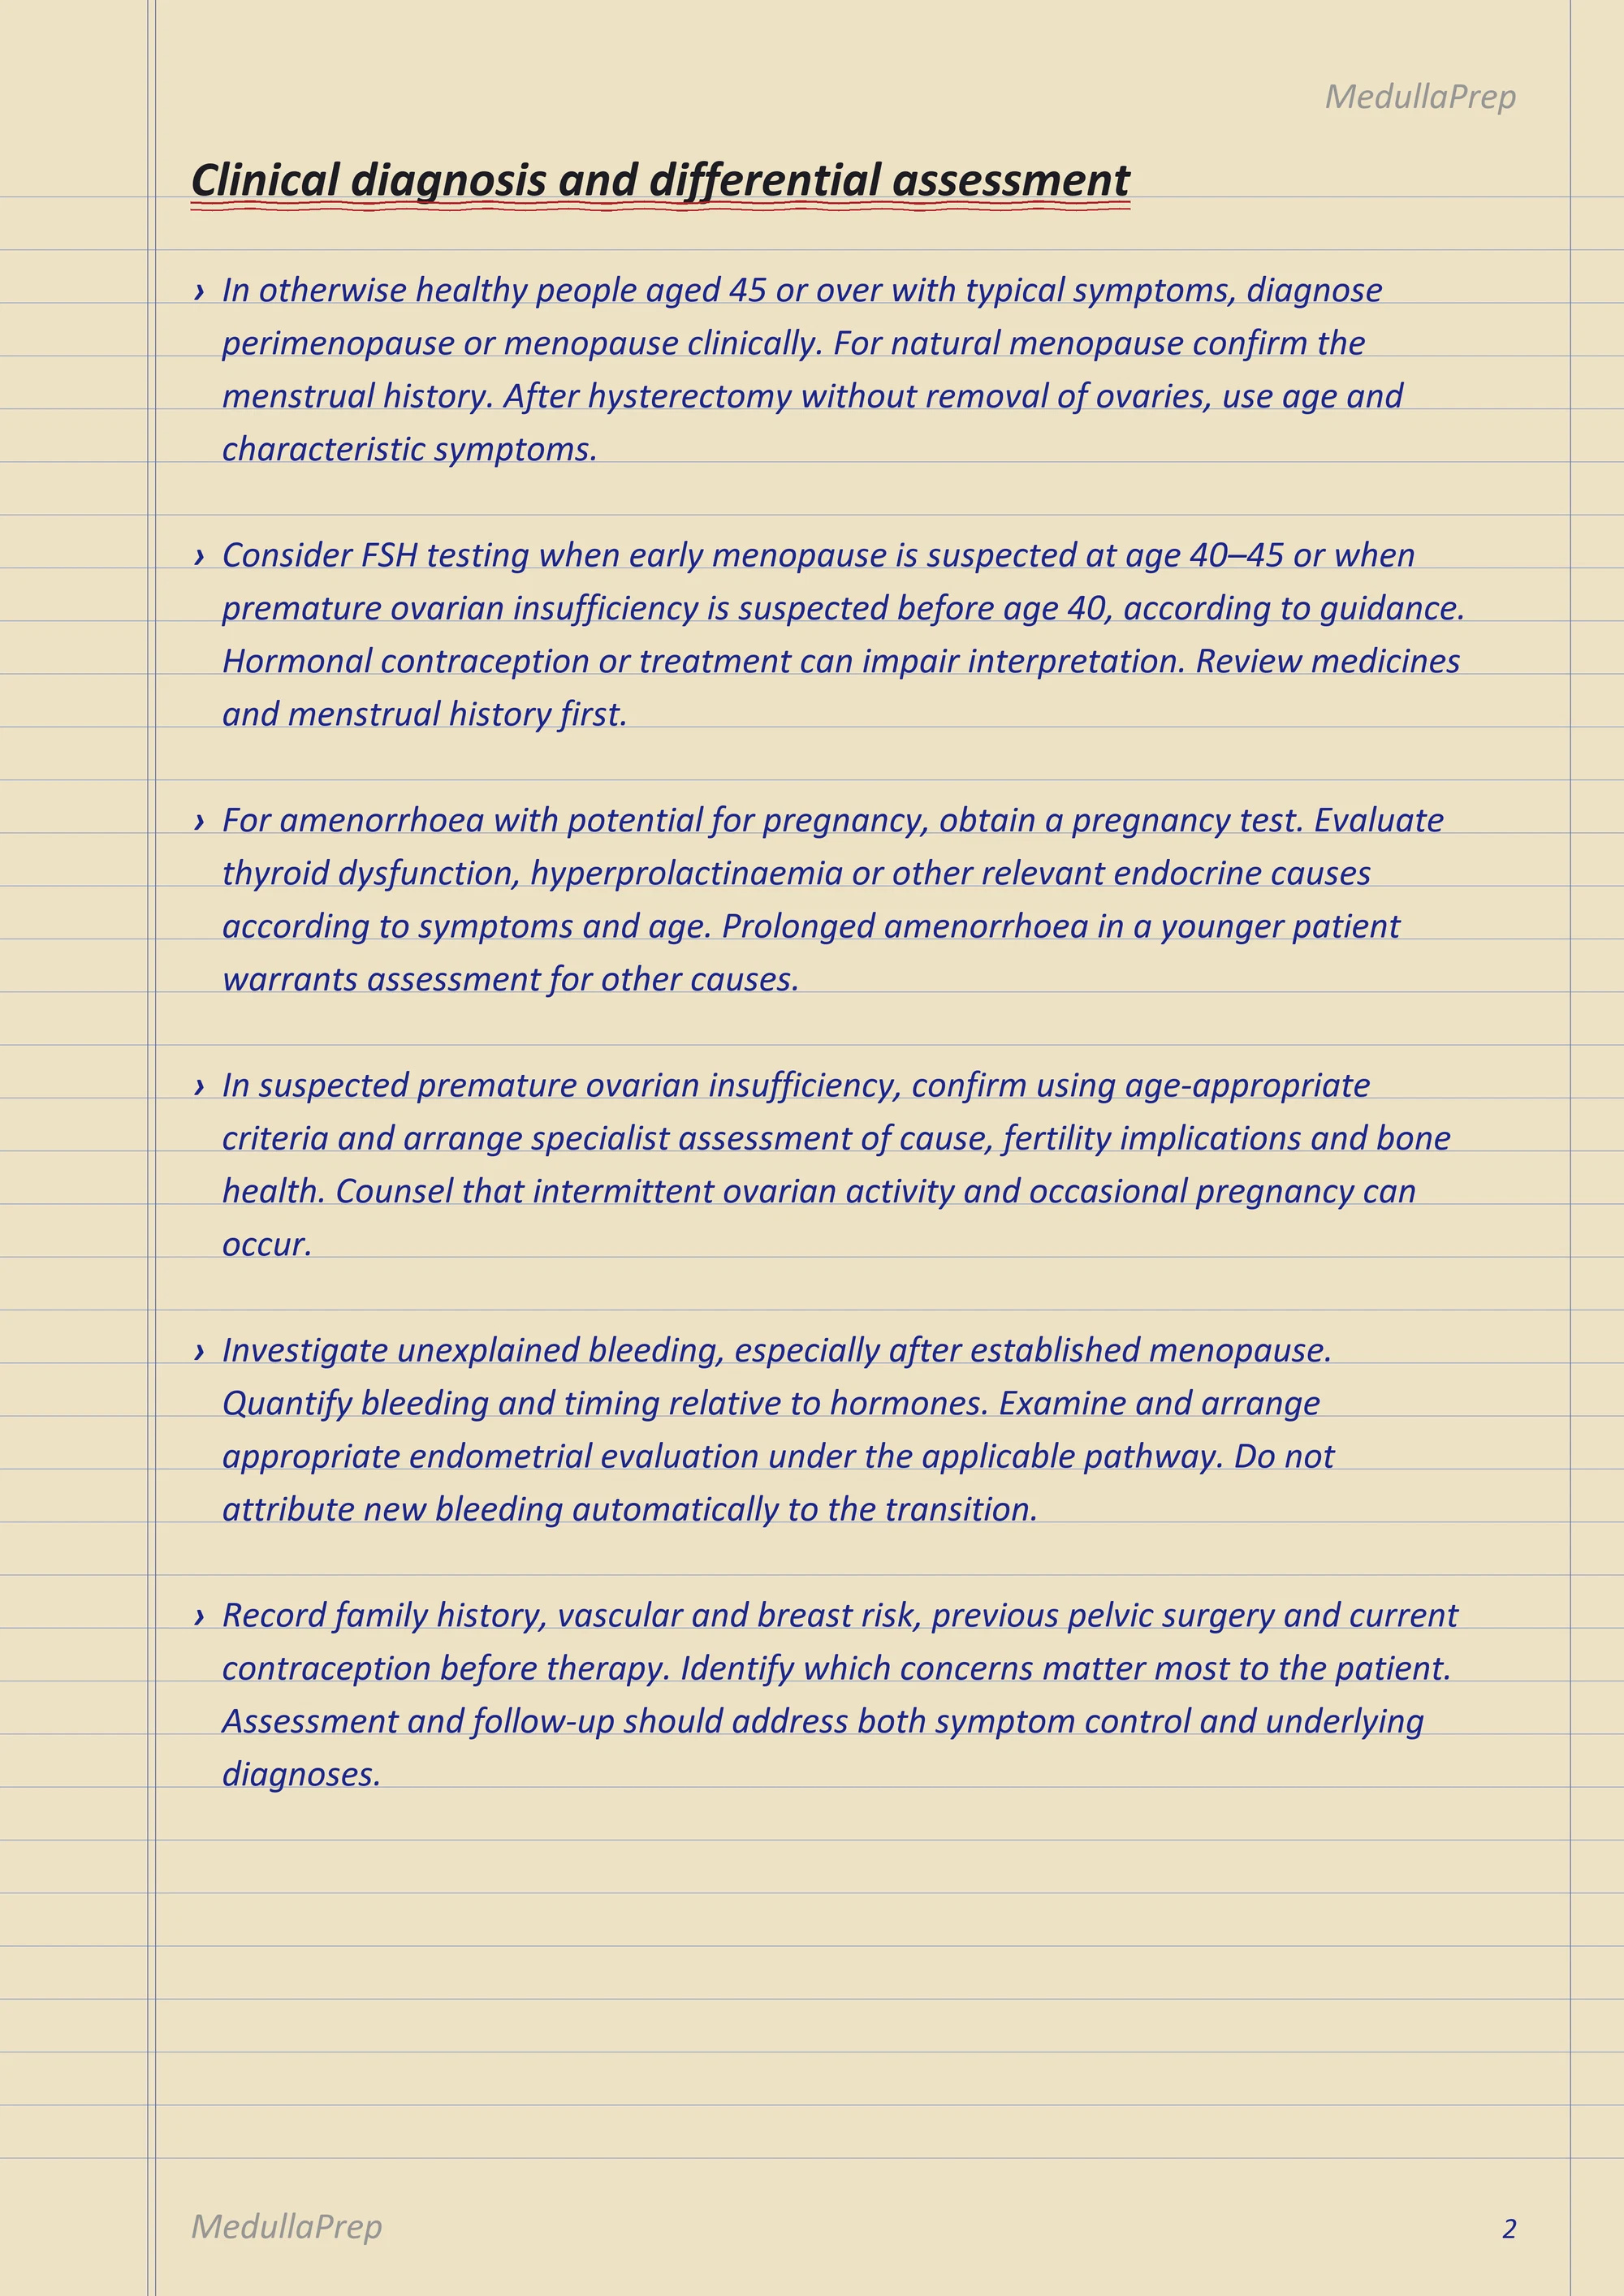 MedullaPrep
Clinical diagnosis and differential assessment
› In otherwise healthy people aged 45 or over with typical symptoms, diagnose
perimenopause or menopause clinically. For natural menopause confirm the
menstrual history. After hysterectomy without removal of ovaries, use age and
characteristic symptoms.
› Consider FSH testing when early menopause is suspected at age 40–45 or when
premature ovarian insufficiency is suspected before age 40, according to guidance.
Hormonal contraception or treatment can impair interpretation. Review medicines
and menstrual history first.
› For amenorrhoea with potential for pregnancy, obtain a pregnancy test. Evaluate
thyroid dysfunction, hyperprolactinaemia or other relevant endocrine causes
according to symptoms and age. Prolonged amenorrhoea in a younger patient
warrants assessment for other causes.
› In suspected premature ovarian insufficiency, confirm using age-appropriate
criteria and arrange specialist assessment of cause, fertility implications and bone
health. Counsel that intermittent ovarian activity and occasional pregnancy can
occur.
› Investigate unexplained bleeding, especially after established menopause.
Quantify bleeding and timing relative to hormones. Examine and arrange
appropriate endometrial evaluation under the applicable pathway. Do not
attribute new bleeding automatically to the transition.
› Record family history, vascular and breast risk, previous pelvic surgery and current
contraception before therapy. Identify which concerns matter most to the patient.
Assessment and follow-up should address both symptom control and underlying
diagnoses.
MedullaPrep
2